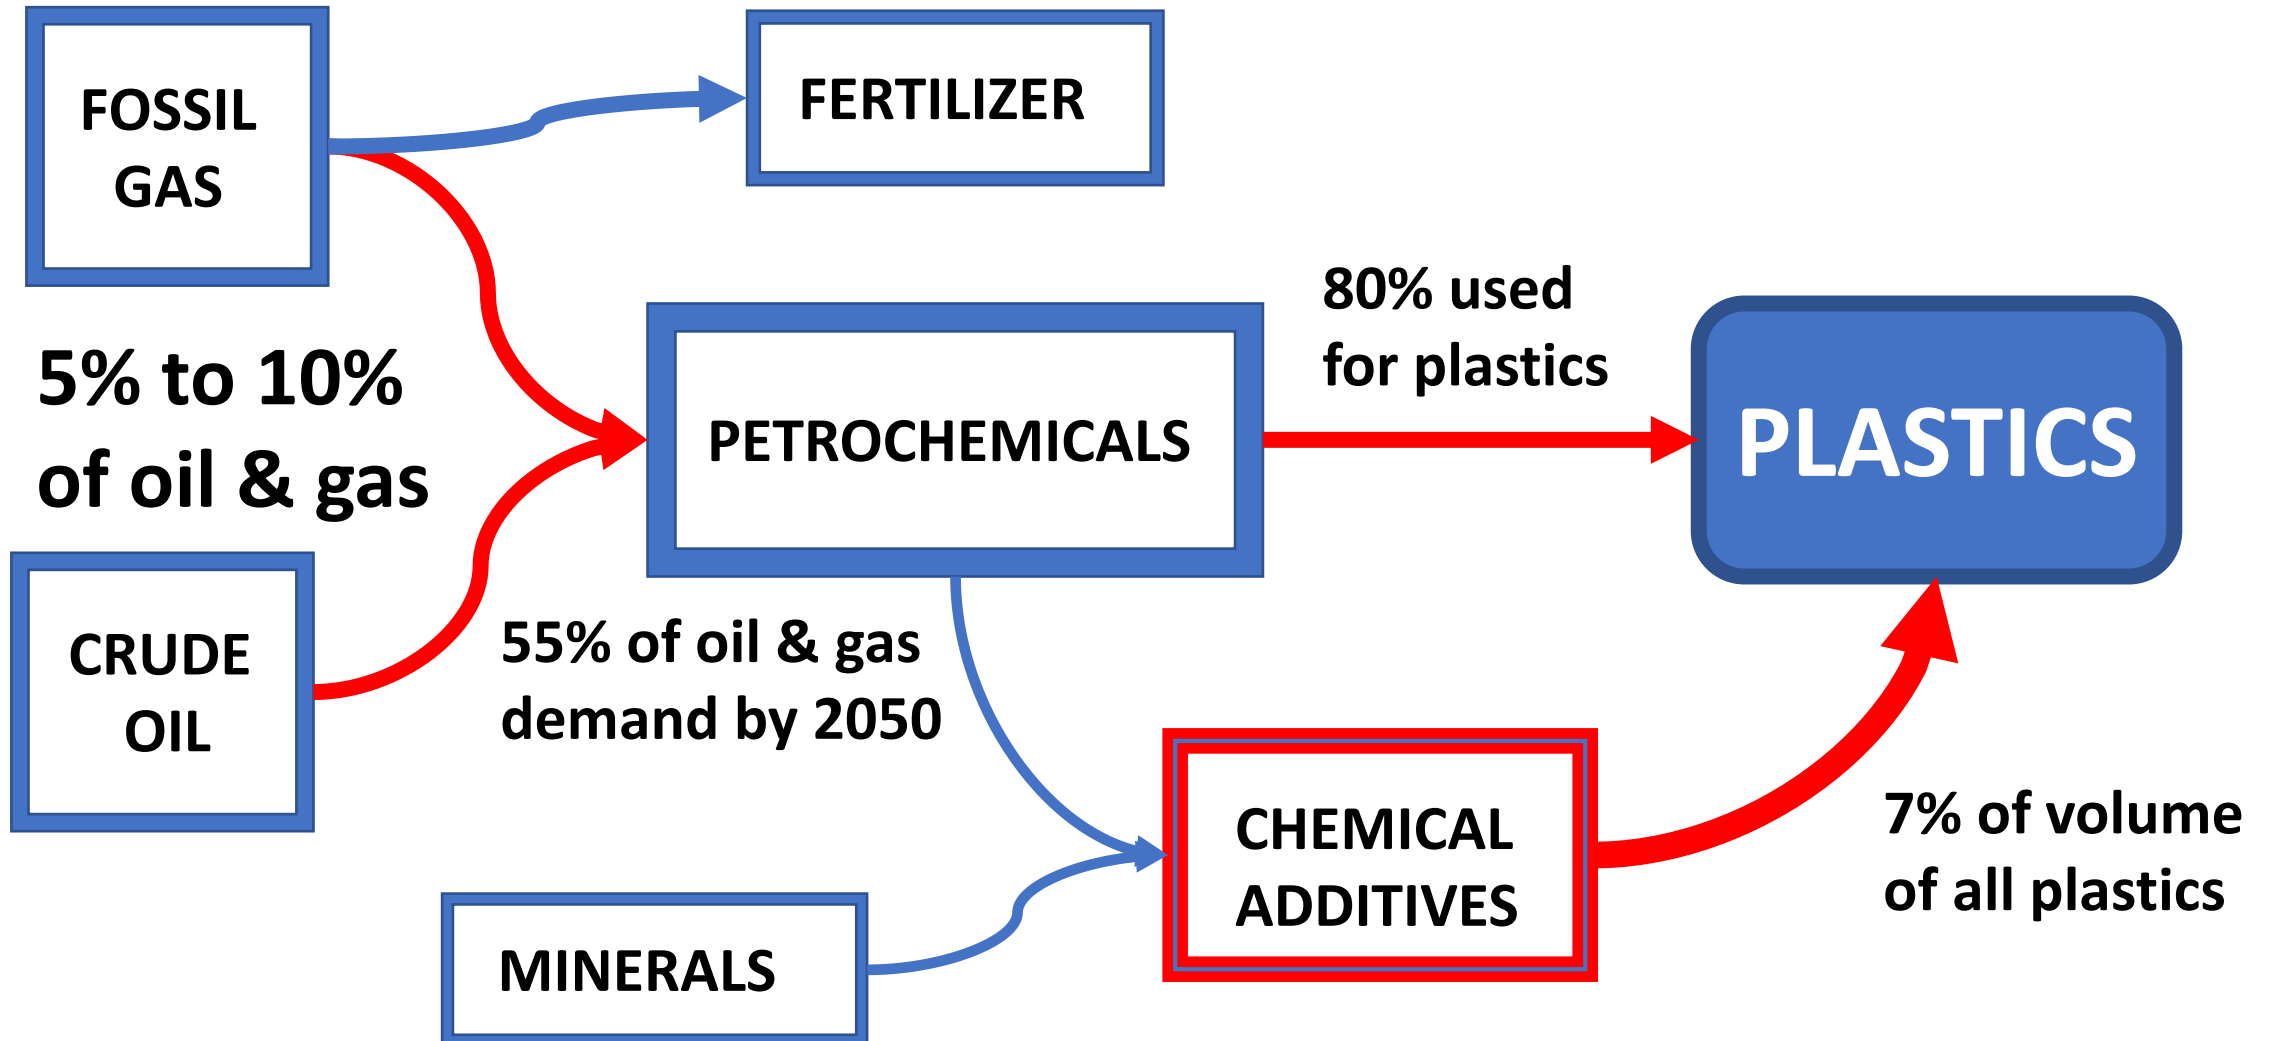 FOSSIL
GAS
FERTILIZER
5% to 10%
of oil & gas
PETROCHEMICALS
80% used
for plastics
PLASTICS
CRUDE
OIL
55% of oil & gas
demand by 2050
CHEMICAL
ADDITIVES
7% of volume
of all plastics
MINERALS